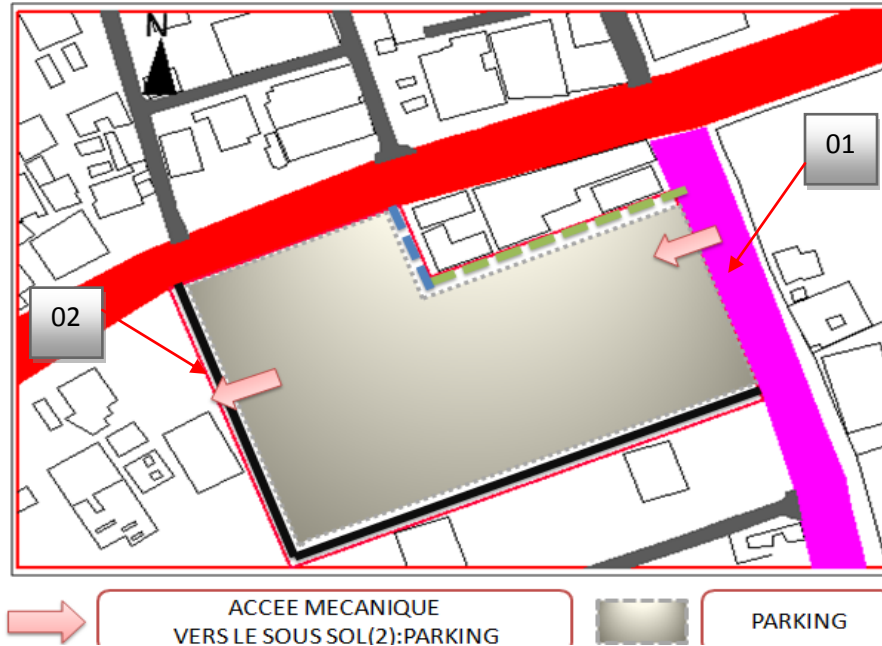 N
01
02
ACCEE MECANIQUE
VERS LE SOUS SOL(2):PARKING
PARKING